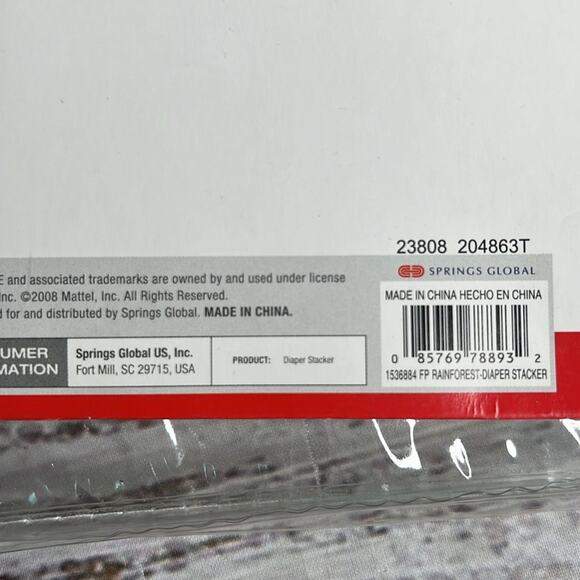 23808 204863T
SPRINGS GLOBAL
MADE IN CHINA HECHO EN CHINA
0 85769 78893 2
1536884 FP RAINFOREST-DIAPER STACKER
E and associated trademarks are owned by and used under license
Inc. ©2008 Mattel, Inc. All Rights Reserved.
d for and distributed by Springs Global. MADE IN CHINA.
UMER
MATION
Springs Global US, Inc.
Fort Mill, SC 29715, USA
PRODUCT: Diaper Stacker